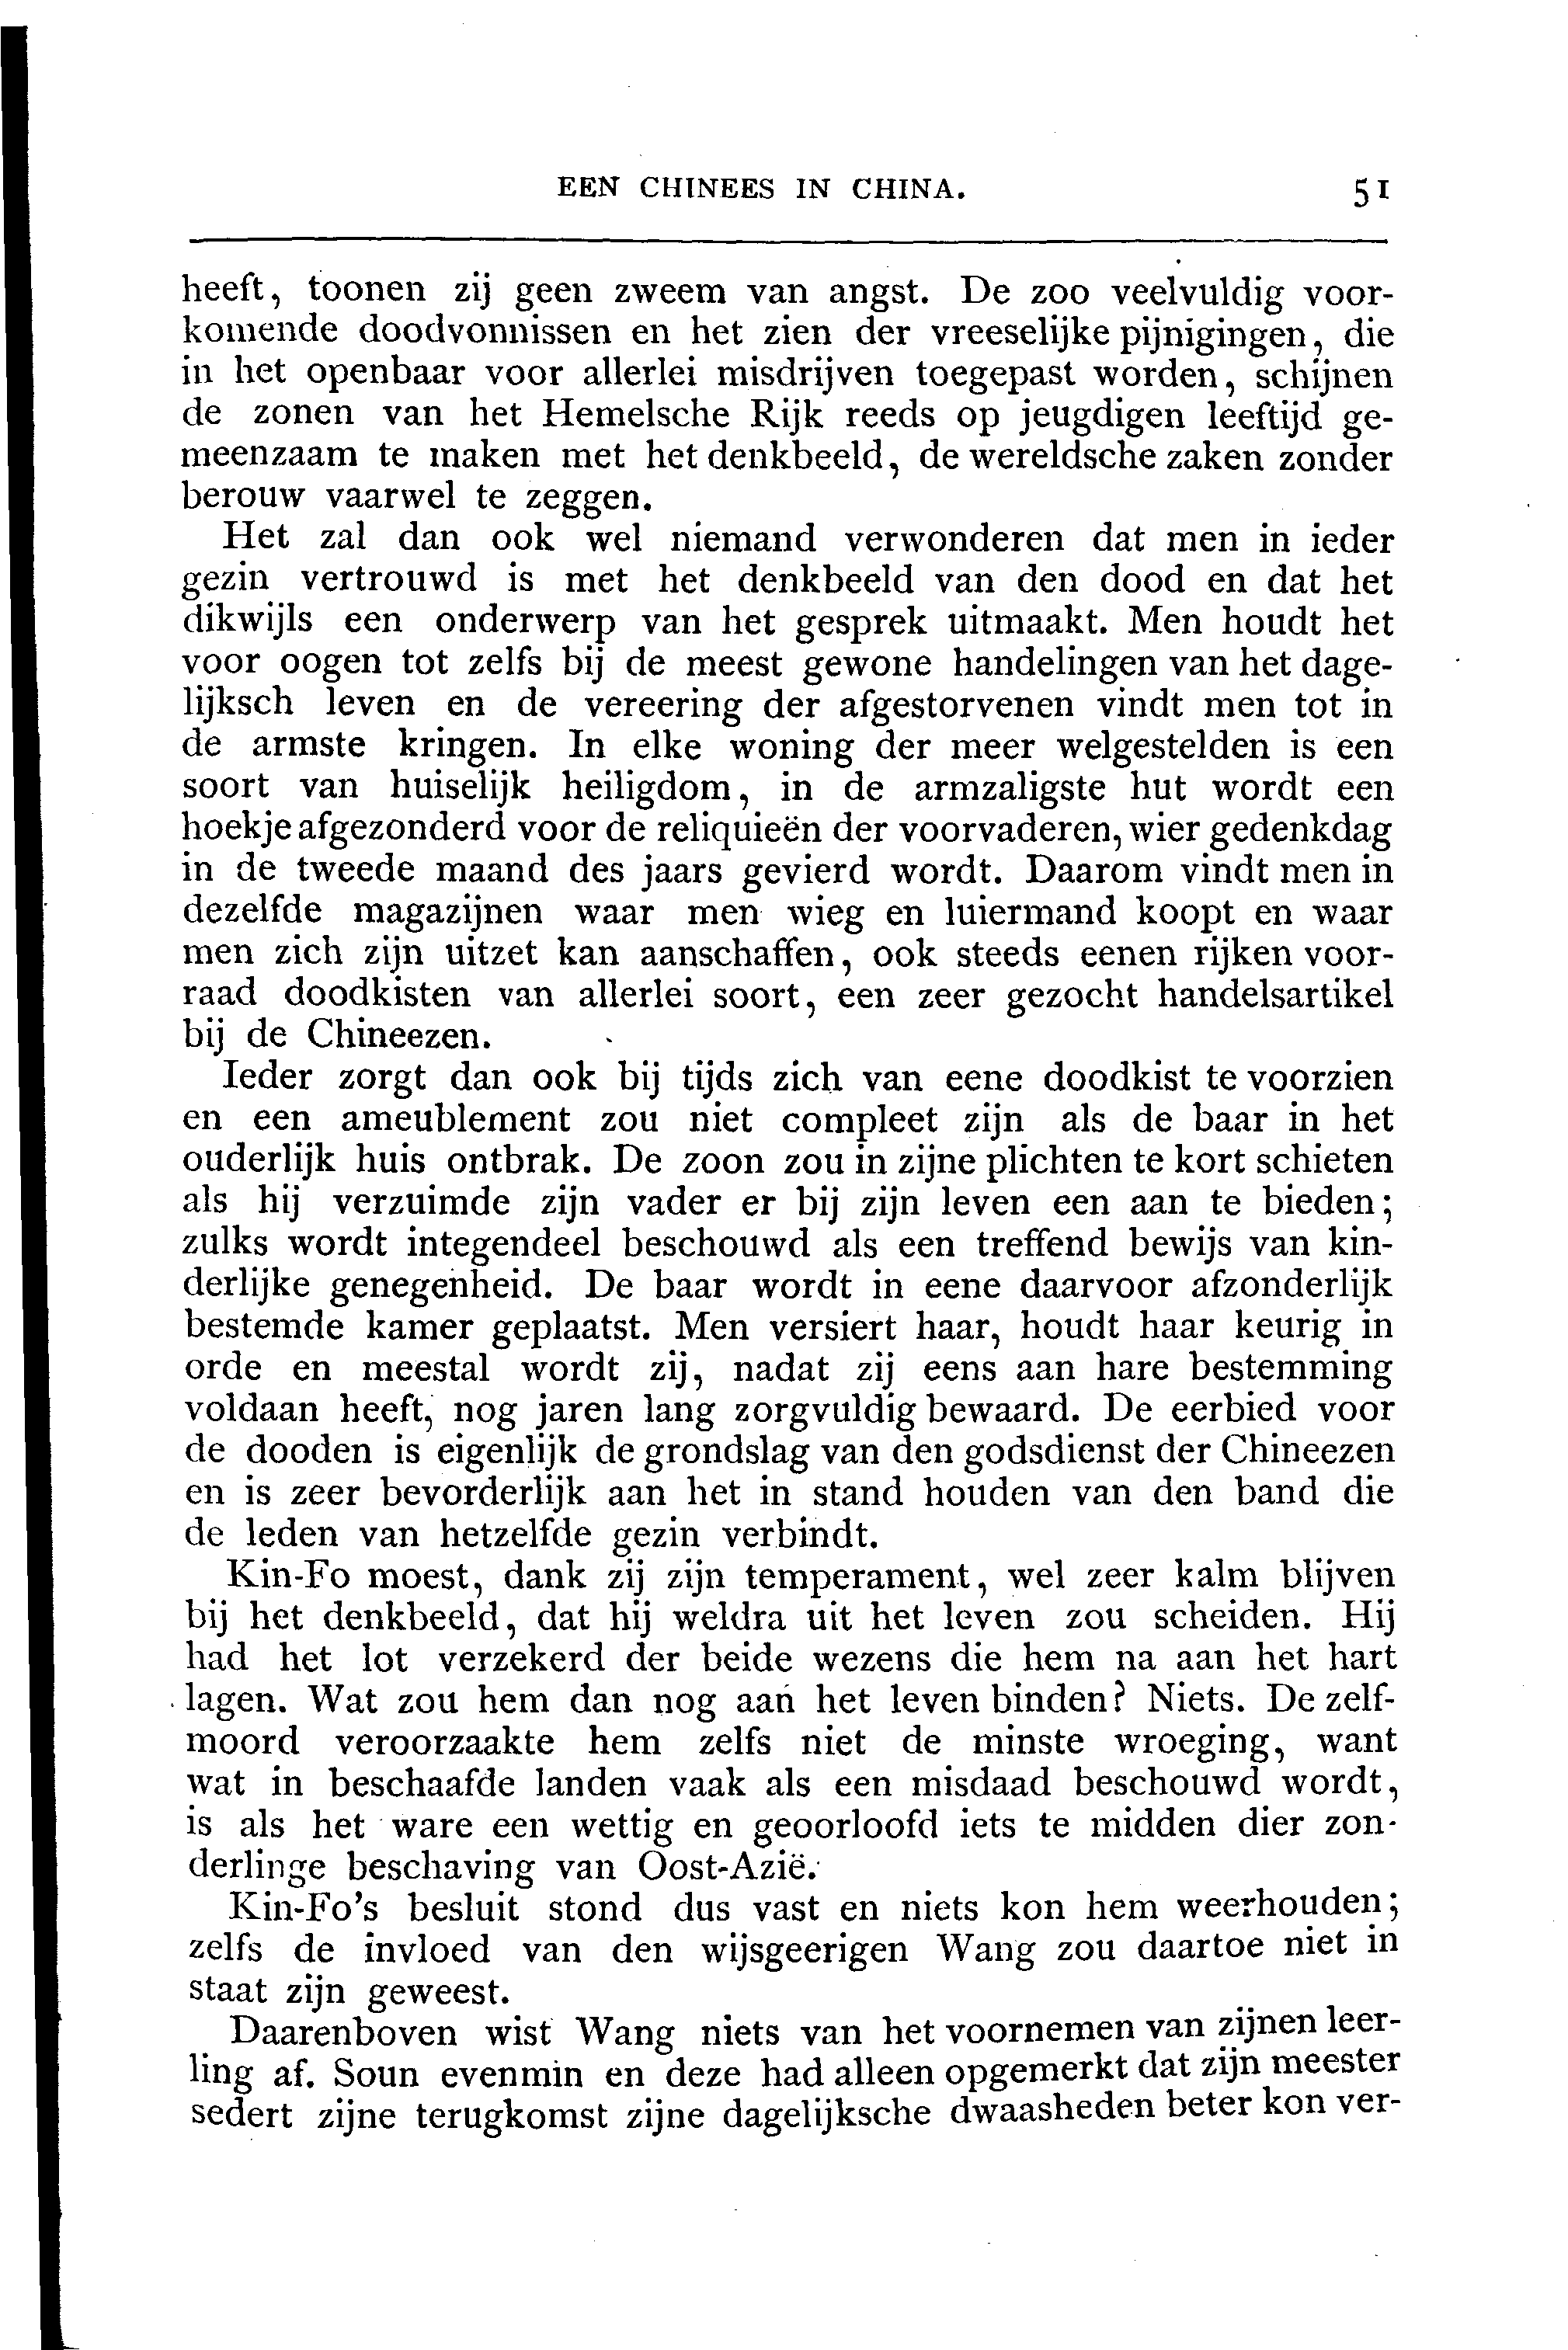 EEN CHINEES IN CHINA. 51
heeft, toonen zij geen zweem van angst. De zoo veelvuldig voor-
komende doodvonnissen en het zien der vreeselijke pijnigingen, die
in het openbaar voor allerlei misdrijven toegepast worden, schijnen
de zonen van het Hemelsche Rijk reeds op jeugdigen leeftijd ge-
meenzaam te maken met het denkbeeld, de wereldsche zaken zonder
berouw vaarwel te zeggen.
Het zal dan ook wel niemand verwonderen dat men in ieder
gezin vertrouwd is met het denkbeeld van den dood en dat het
dikwijls een onderwerp van het gesprek uitmaakt. Men houdt het
voor oogen tot zelfs bij de meest gewone handelingen van het dage-
lijksch leven en de vereering der afgestorvenen vindt men tot in
de armste kringen. In elke woning der meer welgestelden is een
soort van huiselijk heiligdom, in de armzaligste hut wordt een
hoekje afgezonderd voor de reliquieën der voorvaderen, wier gedenkdag
in de tweede maand des jaars gevierd wordt. Daarom vindt men in
dezelfde magazijnen waar men wieg en luiermand koopt en waar
men zich zijn uitzet kan aanschaffen, ook steeds eenen rijken voor-
raad doodkisten van allerlei soort, een zeer gezocht handelsartikel
bij de Chineezen.
Ieder zorgt dan ook bij tijds zich van eene doodkist te voorzien
en een ameublement zou niet compleet zijn als de baar in het
ouderlijk huis ontbrak. De zoon zou in zijne plichten te kort schieten
als hij verzuimde zijn vader er bij zijn leven een aan te bieden;
zulks wordt integendeel beschouwd als een treffend bewijs van kin-
derlijke genegenheid. De baar wordt in eene daarvoor afzonderlijk
bestemde kamer geplaatst. Men versiert haar, houdt haar keurig in
orde en meestal wordt zij, nadat zij eens aan hare bestemming
voldaan heeft, nog jaren lang zorgvuldig bewaard. De eerbied voor
de dooden is eigenlijk de grondslag van den godsdienst der Chineezen
en is zeer bevorderlijk aan het in stand houden van den band die
de leden van hetzelfde gezin verbindt.
Kin-Fo moest, dank zij zijn temperament, wel zeer kalm blijven
bij het denkbeeld, dat hij weldra uit het leven zou scheiden. Hij
had het lot verzekerd der beide wezens die hem na aan het hart
lagen. Wat zou hem dan nog aan het leven binden? Niets. De zelf-
moord veroorzaakte hem zelfs niet de minste wroeging, want
wat in beschaafde landen vaak als een misdaad beschouwd wordt,
is als het ware een wettig en geoorloofd iets te midden dier zon-
derlinge beschaving van Oost-Azië.
Kin-Fo's besluit stond dus vast en niets kon hem weerhouden;
zelfs de invloed van den wijsgeerigen Wang zou daartoe niet in
staat zijn geweest.
Daarenboven wist Wang niets van het voornemen van zijnen leer-
ling af. Soun evenmin en deze had alleen opgemerkt dat zijn meester
sedert zijne terugkomst zijne dagelijksche dwaasheden beter kon ver-